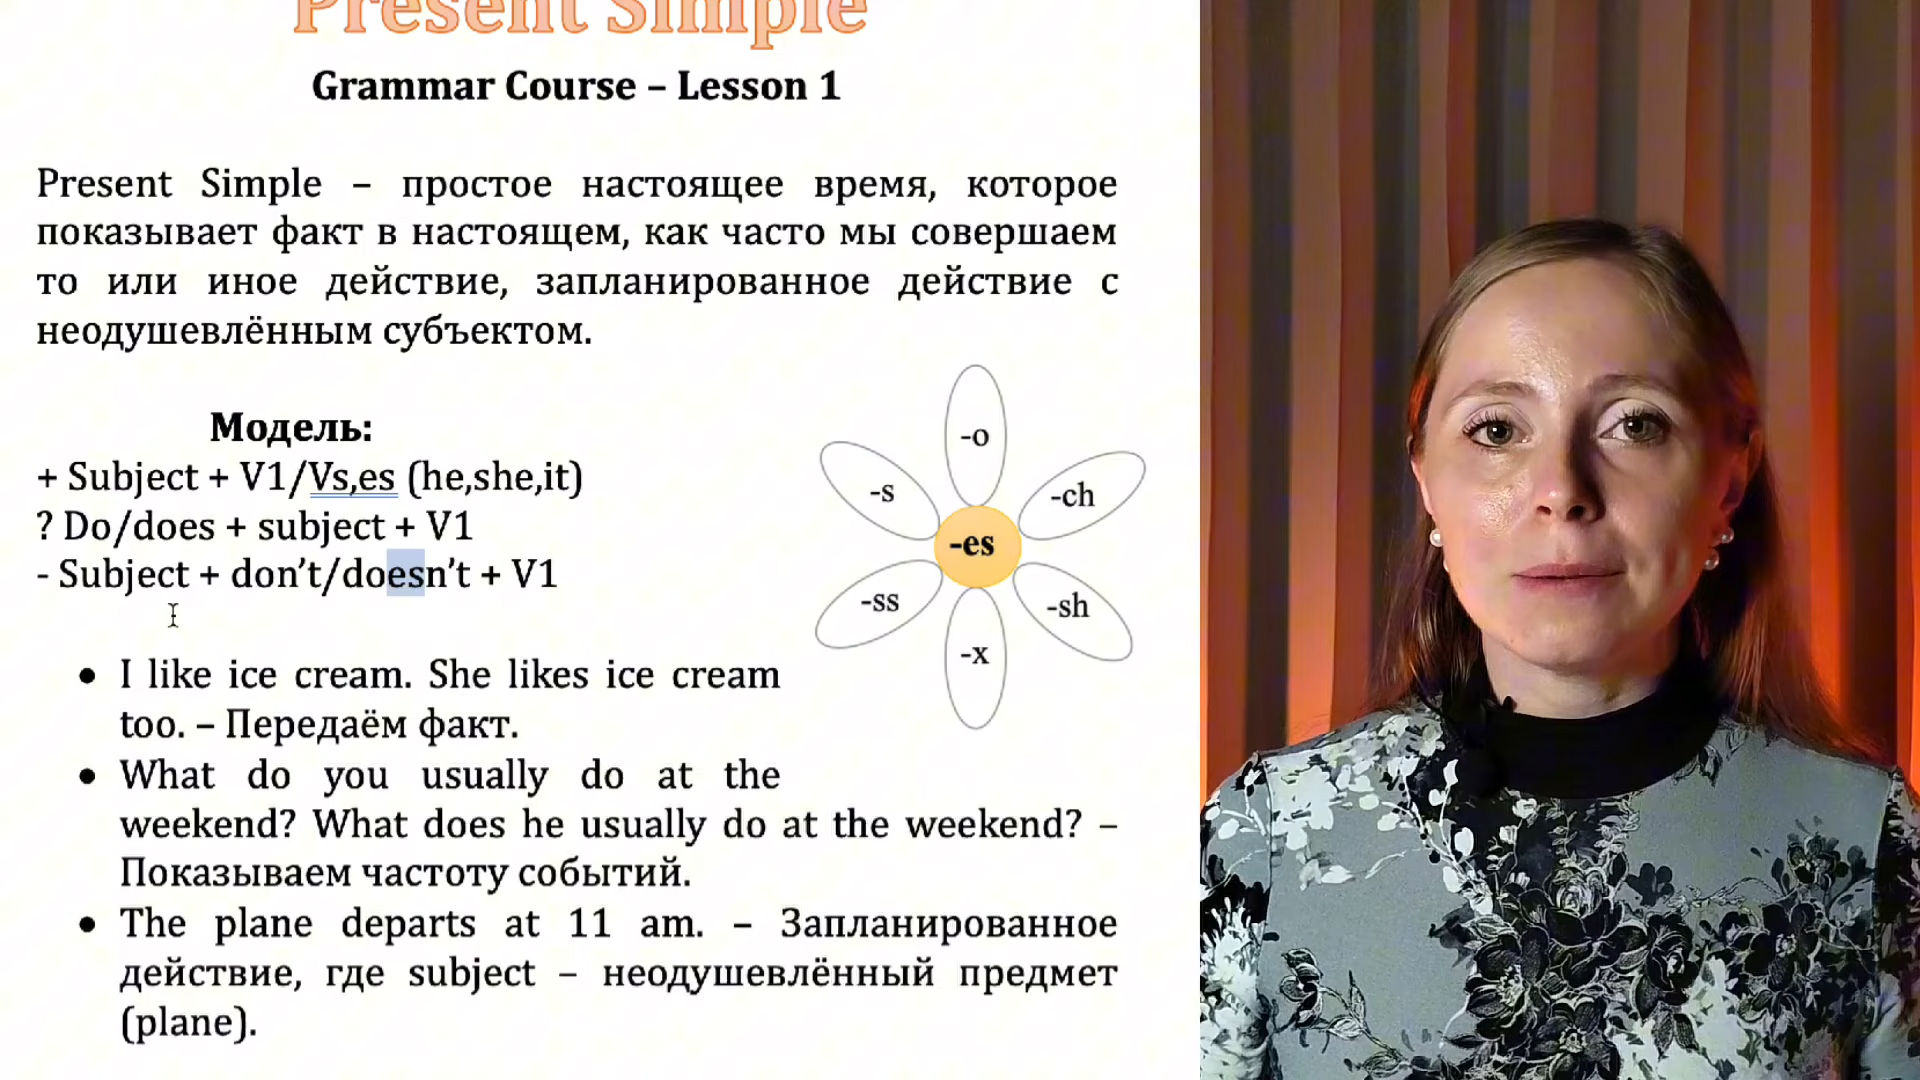 Present Simple
Grammar Course – Lesson 1
Present Simple – простое настоящее время, которое
показывает факт в настоящем, как часто мы совершаем
то или иное действие, запланированное действие с
неодушевлённым субъектом.
Модель:
+ Subject + V1/Vs,es (he,she,it)
? Do/does + subject + V1
- Subject + don’t/doesn’t + V1
-o
-s
-ch
-es
-ss
-sh
-x
• I like ice cream. She likes ice cream
too. – Передаём факт.
• What do you usually do at the
weekend? What does he usually do at the weekend? –
Показываем частоту событий.
• The plane departs at 11 am. – Запланированное
действие, где subject – неодушевлённый предмет
(plane).